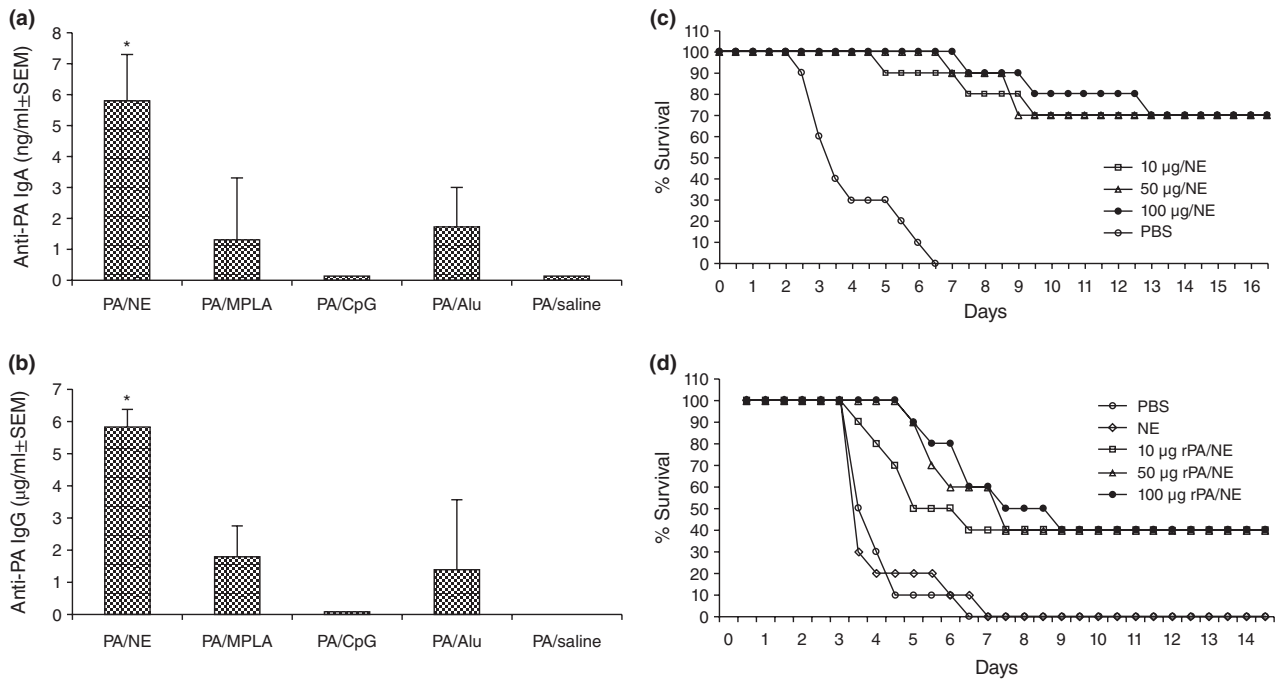 (a)
Anti-PA IgA (ng/ml±SEM)
8
7
6
5
4
3
2
1
0
*
PA/NE PA/MPLA PA/CpG PA/Alu PA/saline
(b)
Anti-PA IgG (µg/ml±SEM)
7
6
5
4
3
2
1
0
*
PA/NE PA/MPLA PA/CpG PA/Alu PA/saline
(c)
% Survival
110
100
90
80
70
60
50
40
30
20
10
0
10 µg/NE
50 µg/NE
100 µg/NE
PBS
0 1 2 3 4 5 6 7 8 9 10 11 12 13 14 15 16
Days
(d)
% Survival
110
100
90
80
70
60
50
40
30
20
10
0
PBS
NE
10 µg rPA/NE
50 µg rPA/NE
100 µg rPA/NE
0 1 2 3 4 5 6 7 8 9 10 11 12 13 14
Days